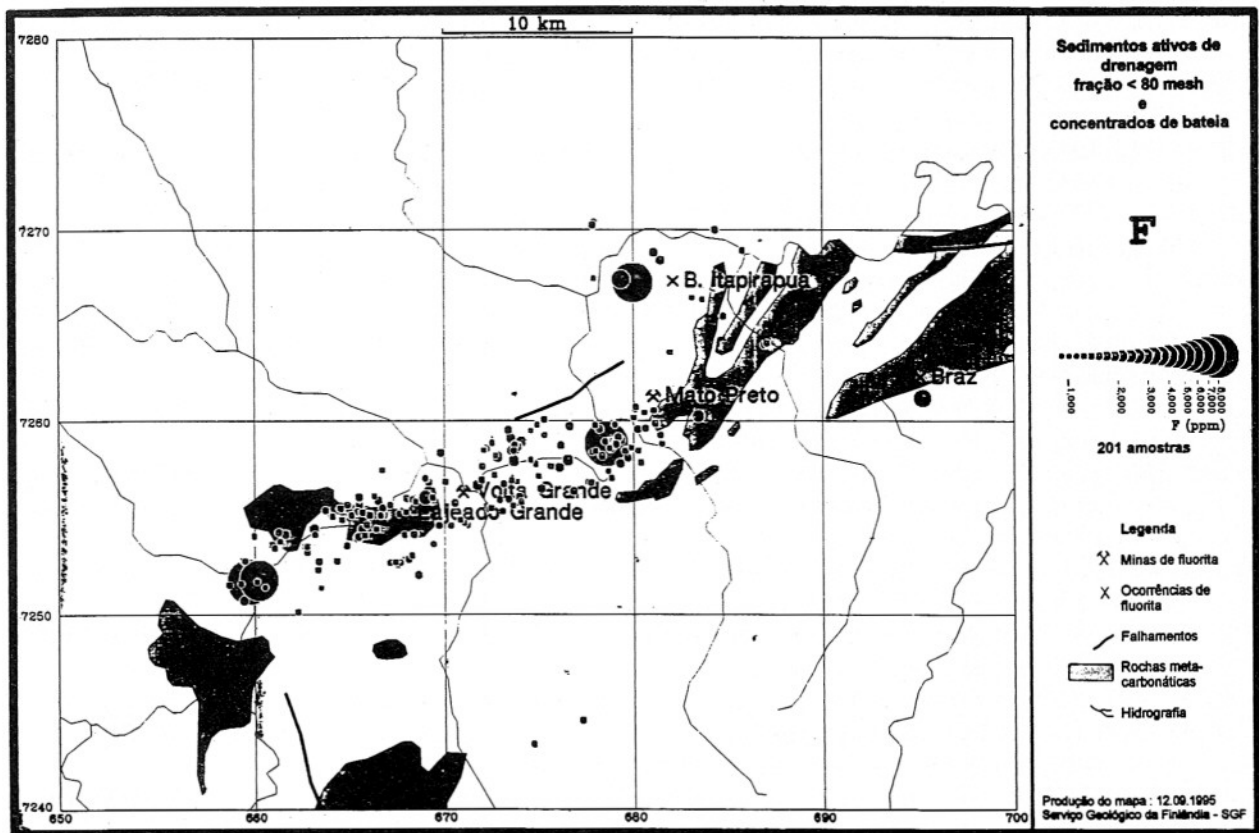 10 km
7280
7270
7260
7250
7240
650
660
670
680
690
700
B. Itapirapua
Braz
Mato Preto
Volta Grande
Lajeado Grande
Sedimentos ativos de
drenagem
fração < 80 mesh
e
concentrados de bateia
F
1,000
2,000
3,000
4,000
5,000
6,000
7,000
8,000
F (ppm)
201 amostras
Legenda
Minas de fluorita
Ocorrências de
fluorita
Falhamentos
Rochas meta-
carbonáticas
Hidrografia
Produção do mapa : 12.09.1995
Serviço Geológico da Finlândia - SGF